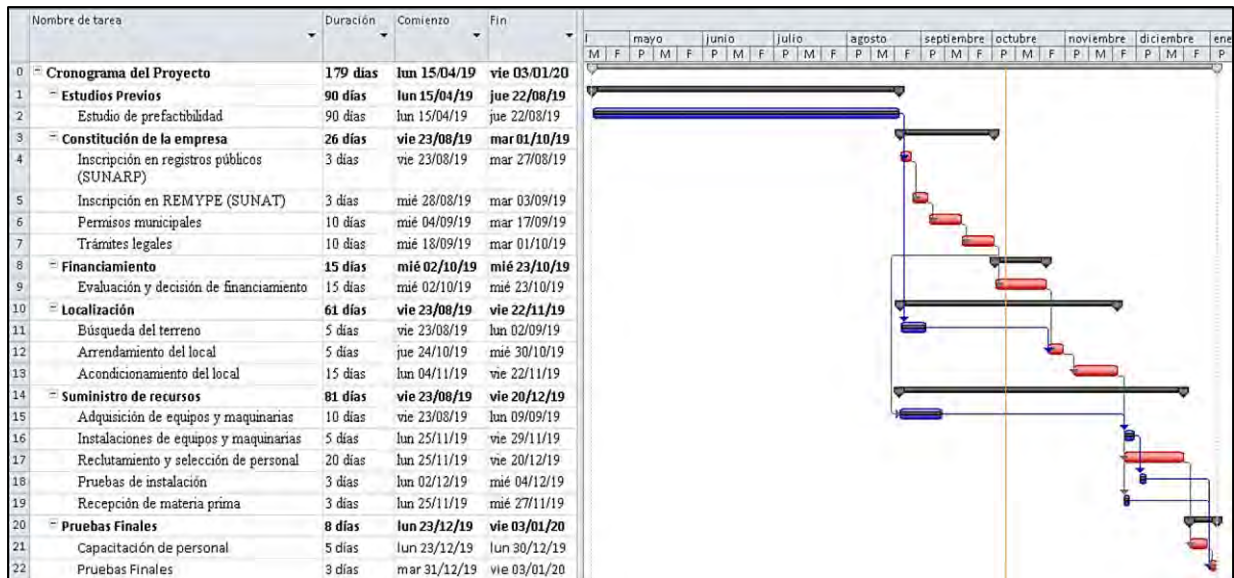 Nombre de tarea Duración Comienzo Fin
mayo junio julio agosto septiembre octubre noviembre diciembre ene
M F P M F P M F P M F P M F P M F P M F P M F P M F P
0 Cronograma del Proyecto 179 días lun 15/04/19 vie 03/01/20
1 Estudios Previos 90 días lun 15/04/19 jue 22/08/19
2 Estudio de prefactibilidad 90 días lun 15/04/19 jue 22/08/19
3 Constitución de la empresa 26 días vie 23/08/19 mar 01/10/19
4 Inscripción en registros públicos 3 días vie 23/08/19 mar 27/08/19
(SUNARP)
5 Inscripción en REMYPE (SUNAT) 3 días mié 28/08/19 mar 03/09/19
6 Permisos municipales 10 días mié 04/09/19 mar 17/09/19
7 Trámites legales 10 días mié 18/09/19 mar 01/10/19
8 Financiamiento 15 días mié 02/10/19 mié 23/10/19
9 Evaluación y decisión de financiamiento 15 días mié 02/10/19 mié 23/10/19
10 Localización 61 días vie 23/08/19 vie 22/11/19
11 Búsqueda del terreno 5 días vie 23/08/19 lun 02/09/19
12 Arrendamiento del local 5 días jue 24/10/19 mié 30/10/19
13 Acondicionamiento del local 15 días lun 04/11/19 vie 22/11/19
14 Suministro de recursos 81 días vie 23/08/19 vie 20/12/19
15 Adquisición de equipos y maquinarias 10 días vie 23/08/19 lun 09/09/19
16 Instalaciones de equipos y maquinarias 5 días lun 25/11/19 vie 29/11/19
17 Reclutamiento y selección de personal 20 días lun 25/11/19 vie 20/12/19
18 Pruebas de instalación 3 días lun 02/12/19 mié 04/12/19
19 Recepción de materia prima 3 días lun 25/11/19 mié 27/11/19
20 Pruebas Finales 8 días lun 23/12/19 vie 03/01/20
21 Capacitación de personal 5 días lun 23/12/19 lun 30/12/19
22 Pruebas Finales 3 días mar 31/12/19 vie 03/01/20